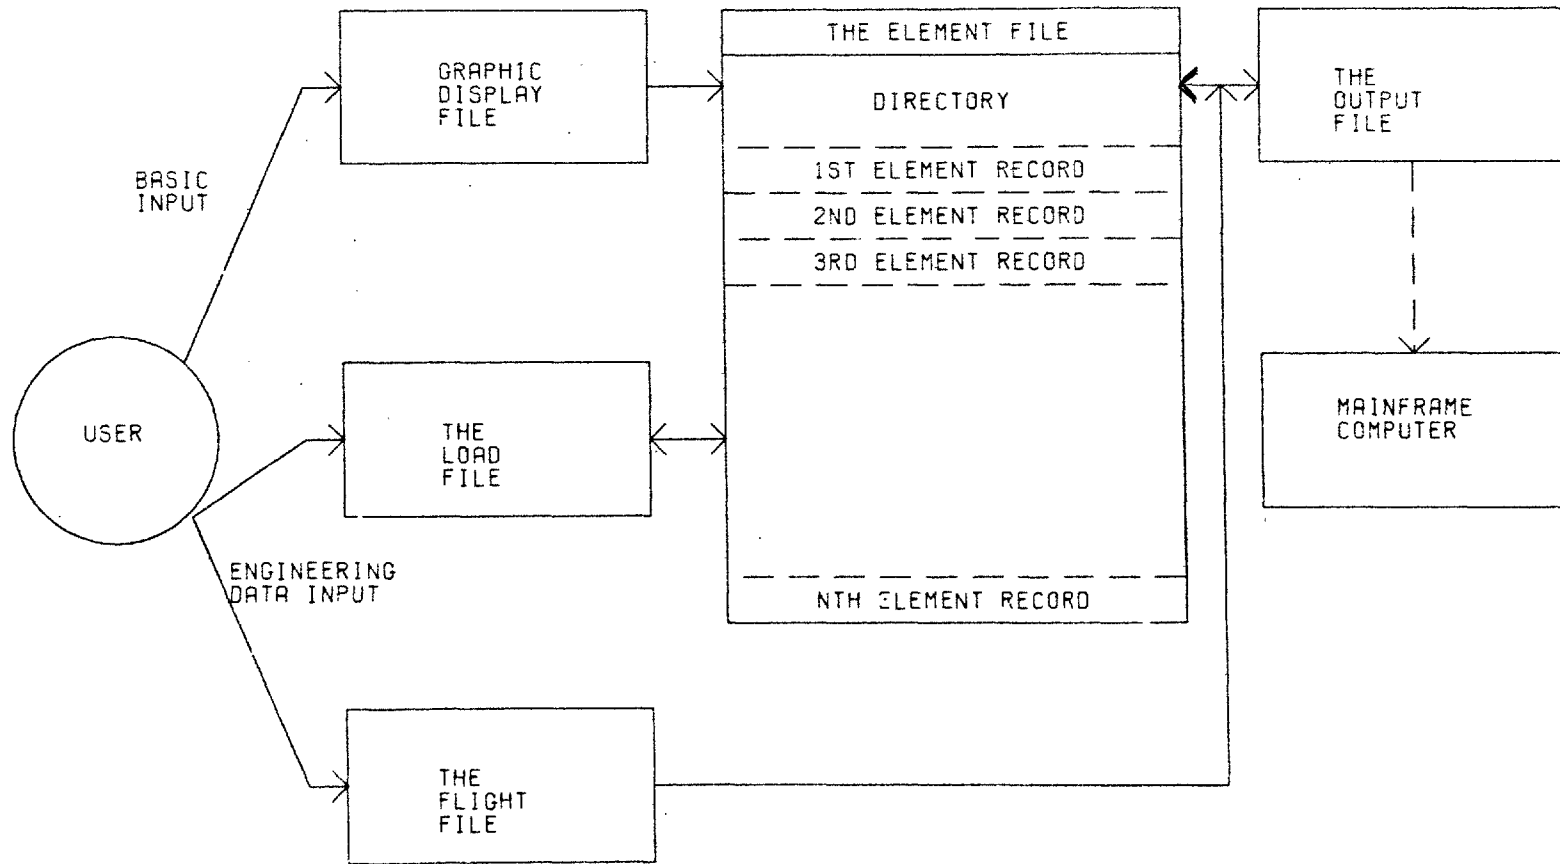 THE ELEMENT FILE
GRAPHIC
DISPLAY
FILE
DIRECTORY
THE
OUTPUT
FILE
BASIC
INPUT
1ST ELEMENT RECORD
2ND ELEMENT RECORD
3RD ELEMENT RECORD
USER
THE
LOAD
FILE
MAINFRAME
COMPUTER
ENGINEERING
DATA INPUT
NTH ELEMENT RECORD
THE
FLIGHT
FILE